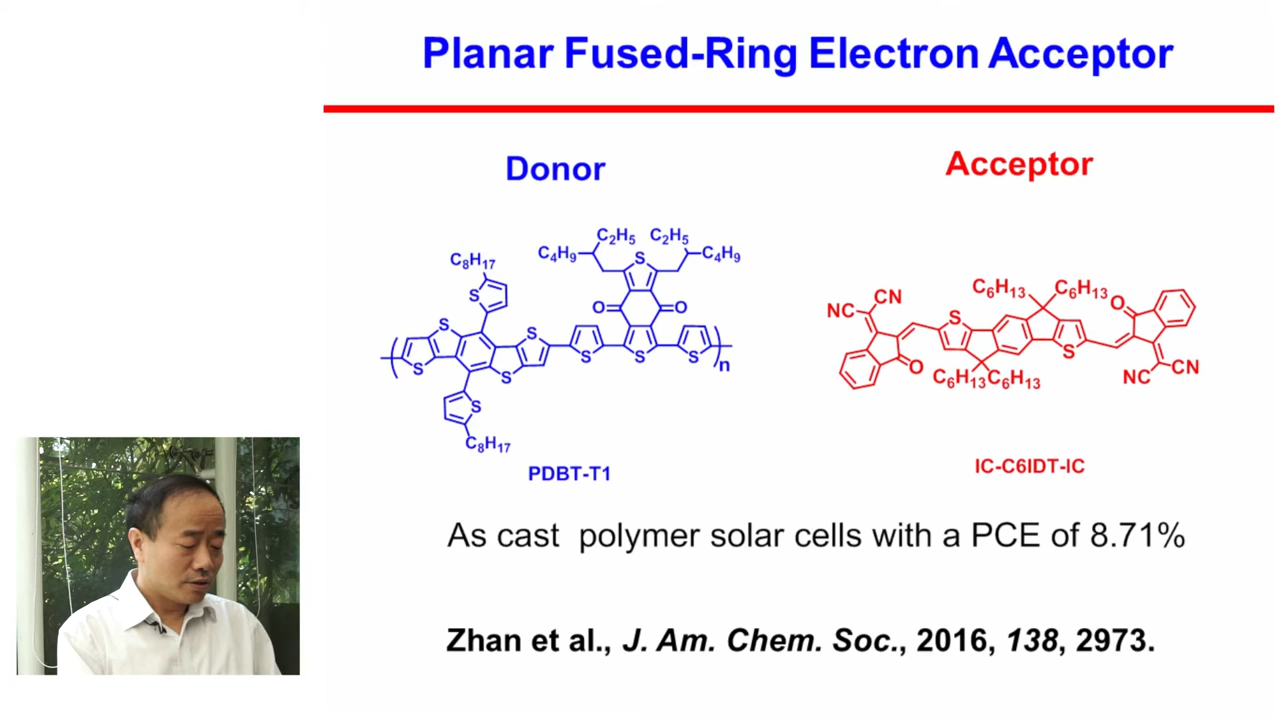 Planar Fused-Ring Electron Acceptor
Donor
Acceptor
C₂H₅ C₂H₅
C₄H₉ C₄H₉
C₈H₁₇
S
S
O O
S S
S S S
S S
n
S
C₈H₁₇
PDBT-T1
C₆H₁₃ C₆H₁₃
NC CN
O
S
S
O
C₆H₁₃C₆H₁₃
NC CN
IC-C6IDT-IC
As cast polymer solar cells with a PCE of 8.71%
Zhan et al., J. Am. Chem. Soc., 2016, 138, 2973.